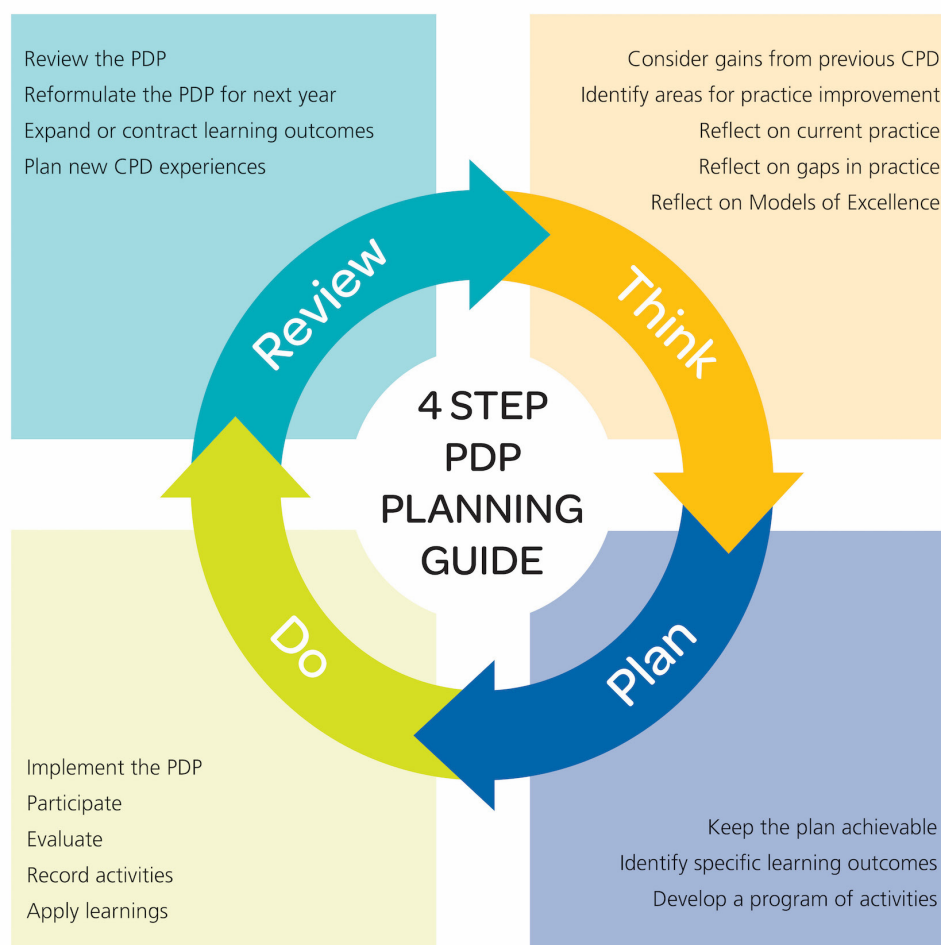 Review the PDP
Reformulate the PDP for next year
Expand or contract learning outcomes
Plan new CPD experiences
Consider gains from previous CPD
Identify areas for practice improvement
Reflect on current practice
Reflect on gaps in practice
Reflect on Models of Excellence
Review
Think
4 STEP
PDP
PLANNING
GUIDE
Do
Plan
Implement the PDP
Participate
Evaluate
Record activities
Apply learnings
Keep the plan achievable
Identify specific learning outcomes
Develop a program of activities